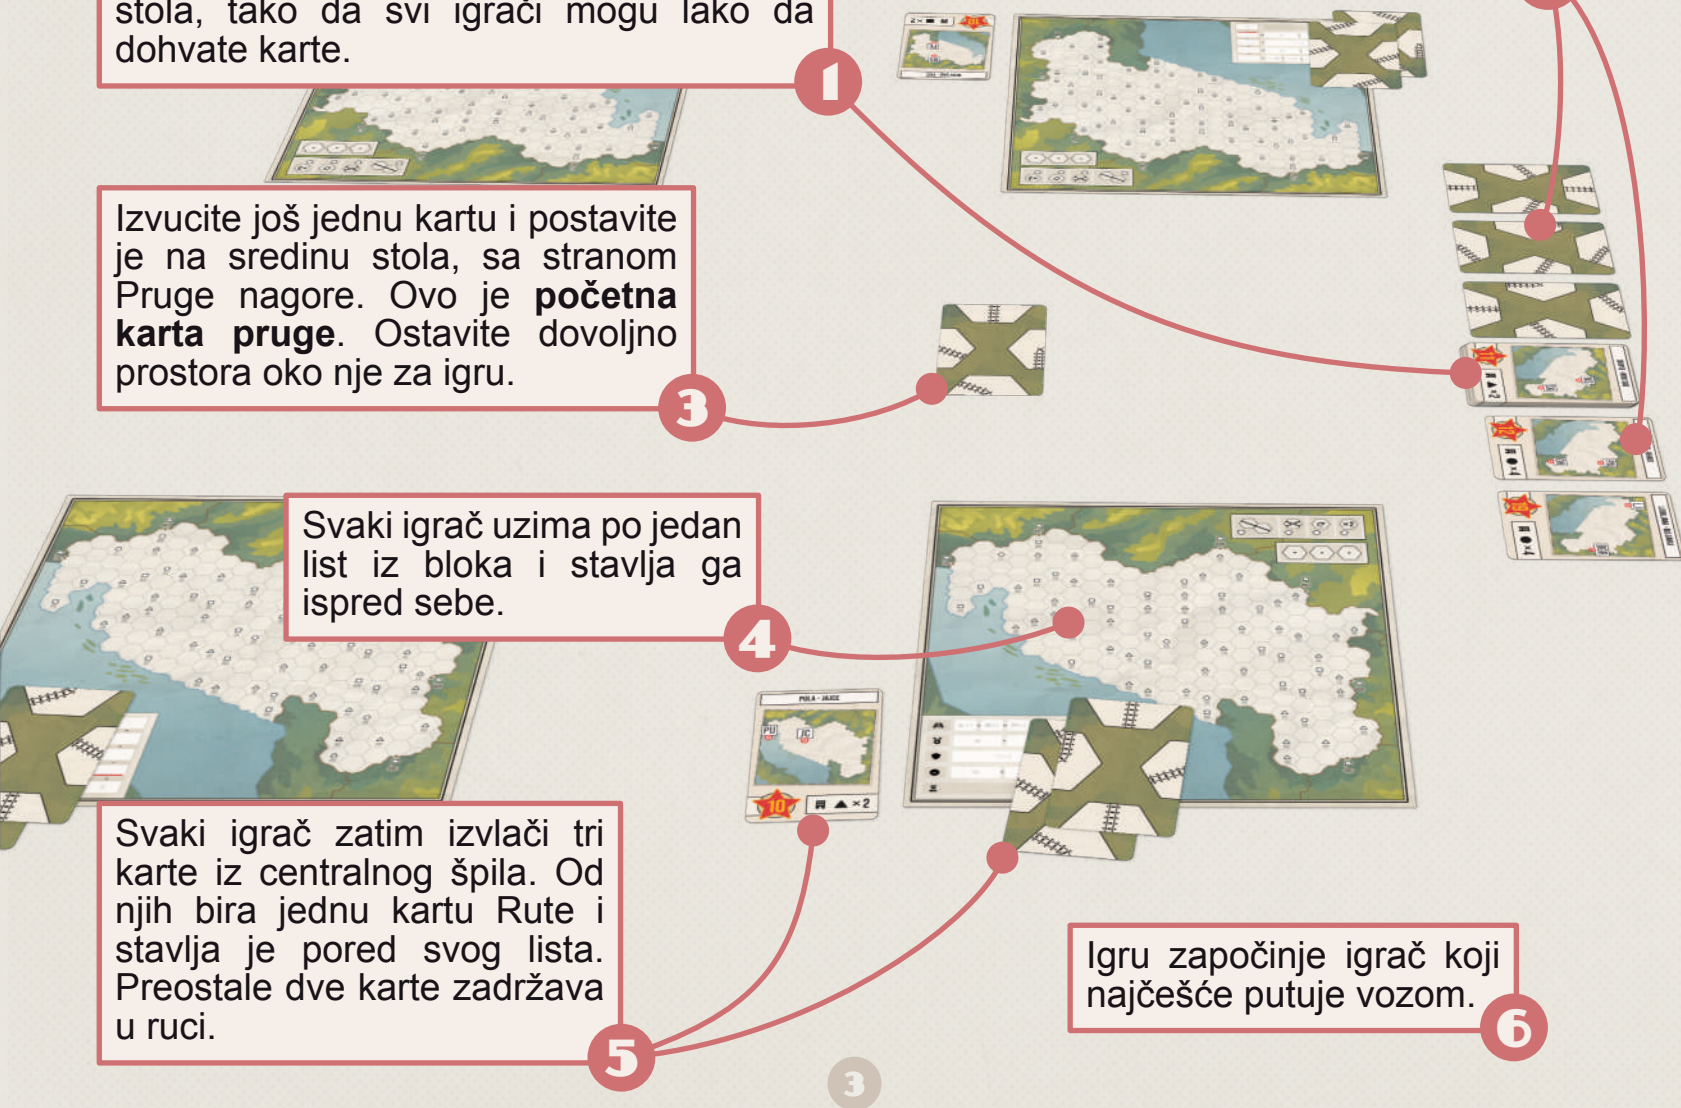 stola, tako da svi igrači mogu lako da
dohvate karte.
1
Izvucite još jednu kartu i postavite
je na sredinu stola, sa stranom
Pruge nagore. Ovo je početna
karta pruge. Ostavite dovoljno
prostora oko nje za igru.
3
Svaki igrač uzima po jedan
list iz bloka i stavlja ga
ispred sebe.
4
POLA - JAJCE
PU
JC
10
×2
Svaki igrač zatim izvlači tri
karte iz centralnog špila. Od
njih bira jednu kartu Rute i
stavlja je pored svog lista.
Preostale dve karte zadržava
u ruci.
5
Igru započinje igrač koji
najčešće putuje vozom.
6
3